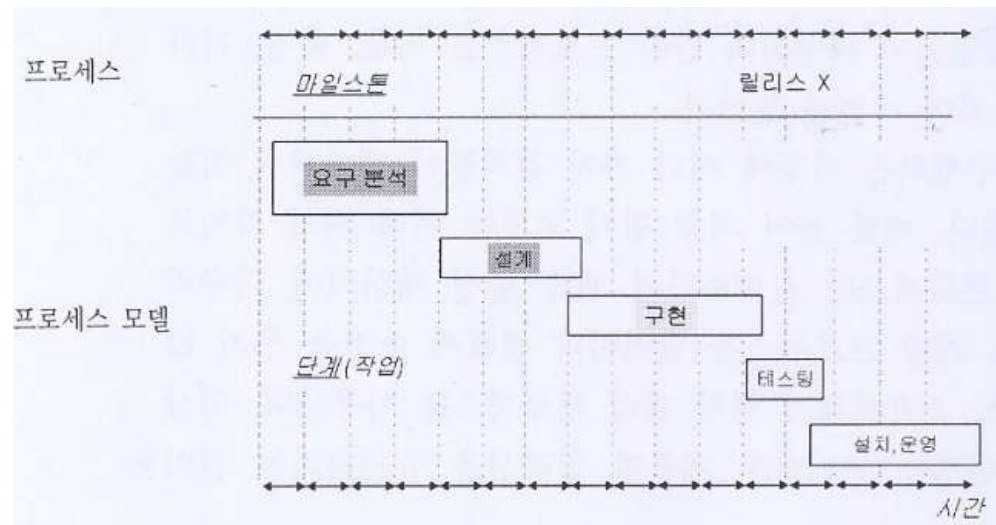 프로세스
마일스톤
릴리스 X
요구 분석
설계
구현
프로세스 모델
단계(작업)
테스팅
설치,운영
시간